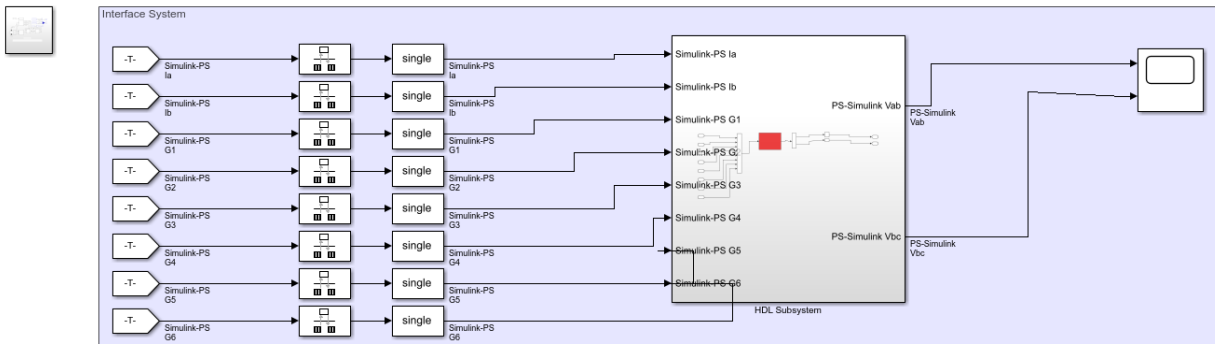 Interface System
-T-
Simulink-PS
Ia
single
Simulink-PS
Ia
-T-
Simulink-PS
Ib
single
Simulink-PS
Ib
-T-
Simulink-PS
G1
single
Simulink-PS
G1
-T-
Simulink-PS
G2
single
Simulink-PS
G2
-T-
Simulink-PS
G3
single
Simulink-PS
G3
-T-
Simulink-PS
G4
single
Simulink-PS
G4
-T-
Simulink-PS
G5
single
Simulink-PS
G5
-T-
Simulink-PS
G6
single
Simulink-PS
G6
Simulink-PS Ia
Simulink-PS Ib
Simulink-PS G1
Simulink-PS G2
Simulink-PS G3
Simulink-PS G4
Simulink-PS G5
Simulink-PS G6
PS-Simulink Vab
PS-Simulink Vbc
HDL Subsystem
PS-Simulink
Vab
PS-Simulink
Vbc